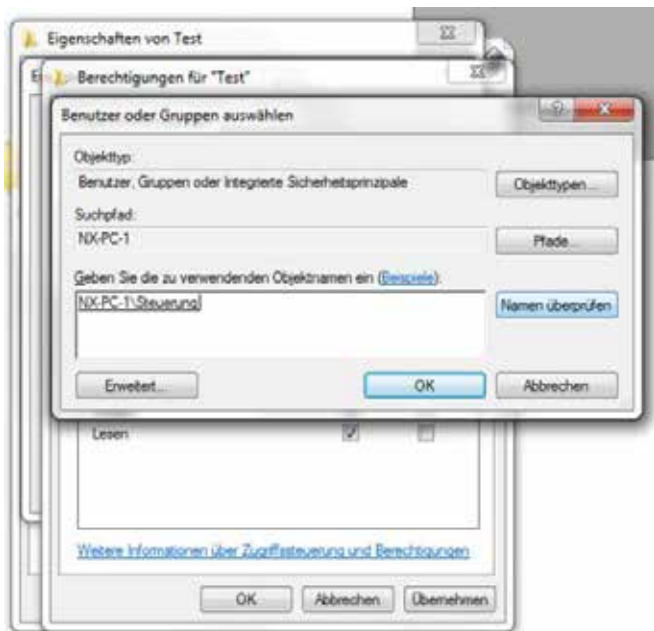 Eigenschaften von Test
Berechtigungen für "Test"
Benutzer oder Gruppen auswählen
Objekttyp:
Benutzer, Gruppen oder Integrierte Sicherheitsprinzipale
Objekttypen...
Suchpfad:
NX-PC-1
Pfade...
Geben Sie die zu verwendenden Objektnamen ein (Beispiele):
NX-PC-1\Steuerung
Namen überprüfen
Erweitert...
OK
Abbrechen
Lesen
Weitere Informationen über Zugriffssteuerung und Berechtigungen
OK
Abbrechen
Übernehmen